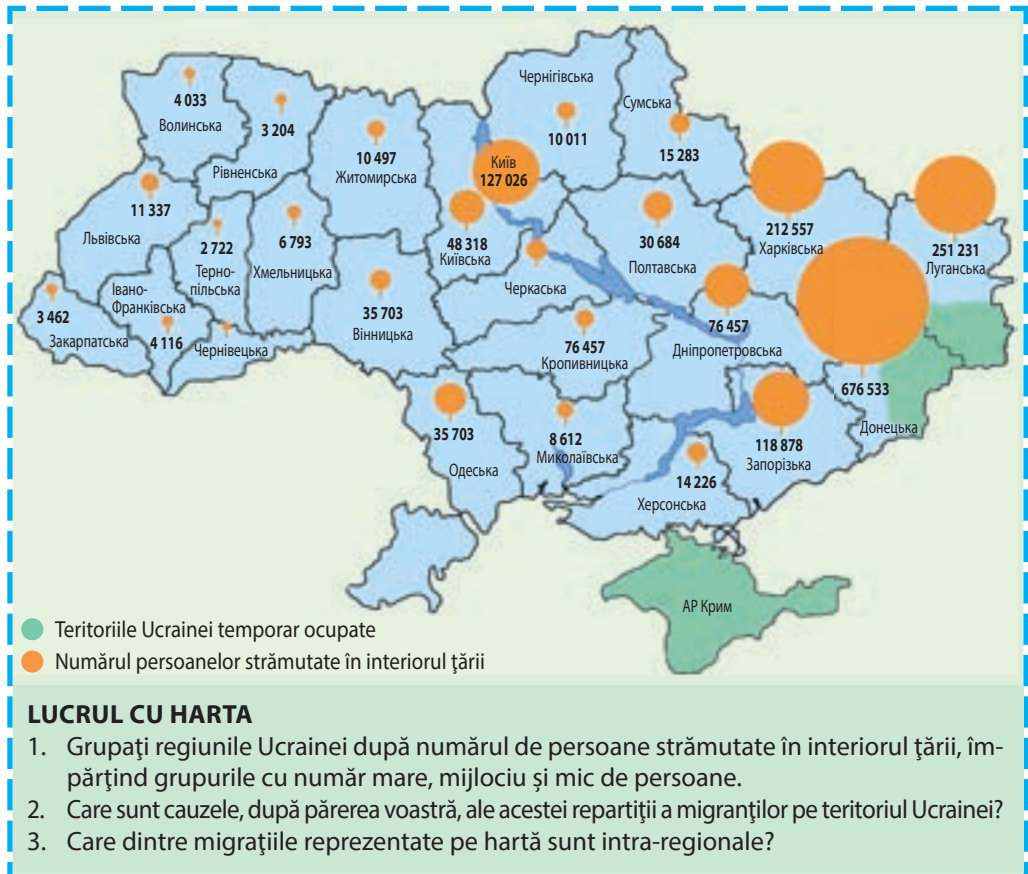 Чернігівська
10 011
Сумська
15 283
4 033
Волинська
3 204
Рівненська
10 497
Житомирська
Київ
127 026
48 318
Київська
11 337
Львівська
2 722
Терно-
пільська
6 793
Хмельницька
Черкаська
30 684
Полтавська
212 557
Харківська
251 231
Луганська
Івано-
Франківська
4 116
3 462
Закарпатська
Чернівецька
35 703
Вінницька
76 457
Кропивницька
76 457
Дніпропетровська
676 533
Донецька
35 703
Одеська
8 612
Миколаївська
118 878
Запорізька
14 226
Херсонська
АР Крим
Teritoriile Ucrainei temporar ocupate
Numărul persoanelor strămutate în interiorul ţării
LUCRUL CU HARTA
1. Grupaţi regiunile Ucrainei după numărul de persoane strămutate în interiorul ţării, îm-
părţind grupurile cu număr mare, mijlociu și mic de persoane.
2. Care sunt cauzele, după părerea voastră, ale acestei repartiţii a migranţilor pe teritoriul Ucrainei?
3. Care dintre migraţiile reprezentate pe hartă sunt intra-regionale?